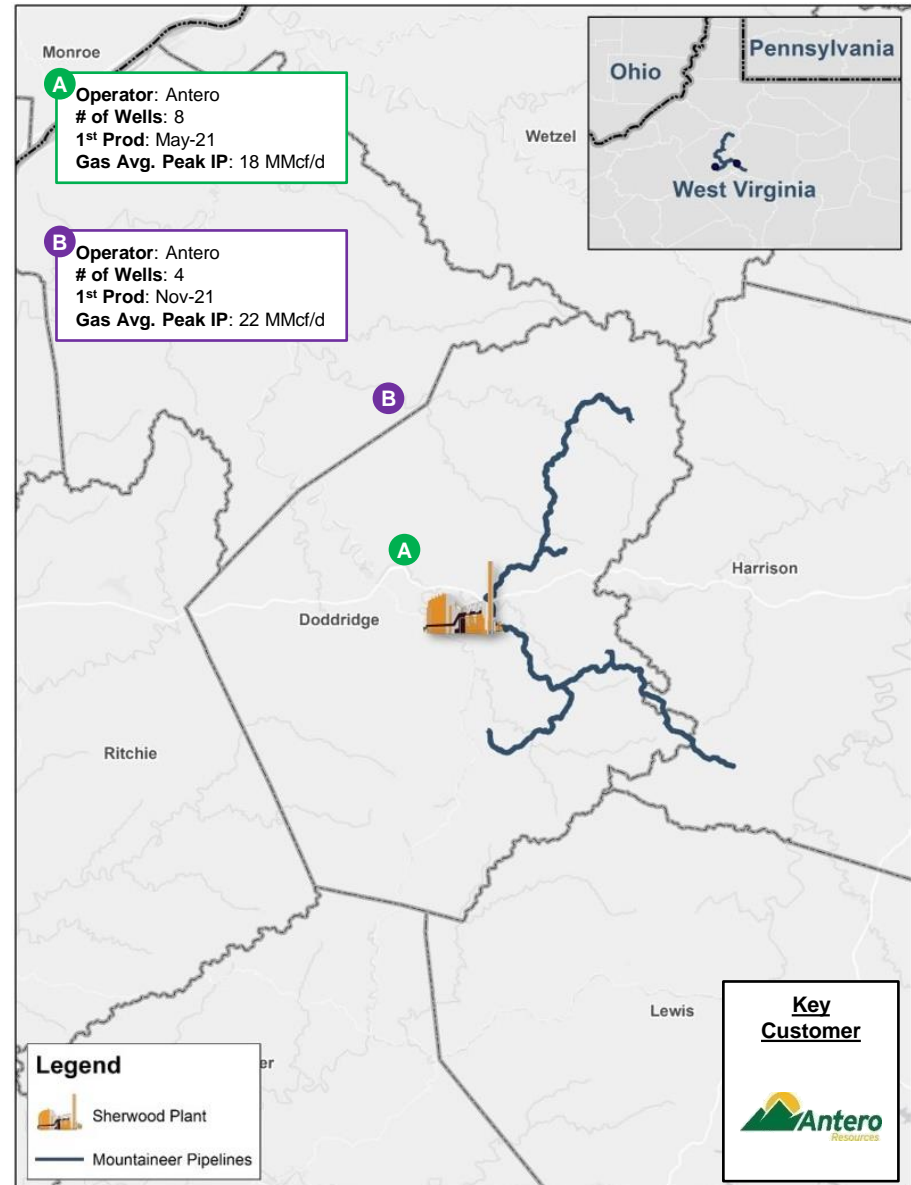 Monroe
A
Operator: Antero
# of Wells: 8
1st Prod: May-21
Gas Avg. Peak IP: 18 MMcf/d
Wetzel
Pennsylvania
Ohio
West Virginia
B
Operator: Antero
# of Wells: 4
1st Prod: Nov-21
Gas Avg. Peak IP: 22 MMcf/d
B
A
Harrison
Doddridge
Ritchie
Lewis
er
Legend
Sherwood Plant
Mountaineer Pipelines
Key
Customer
Antero
Resources